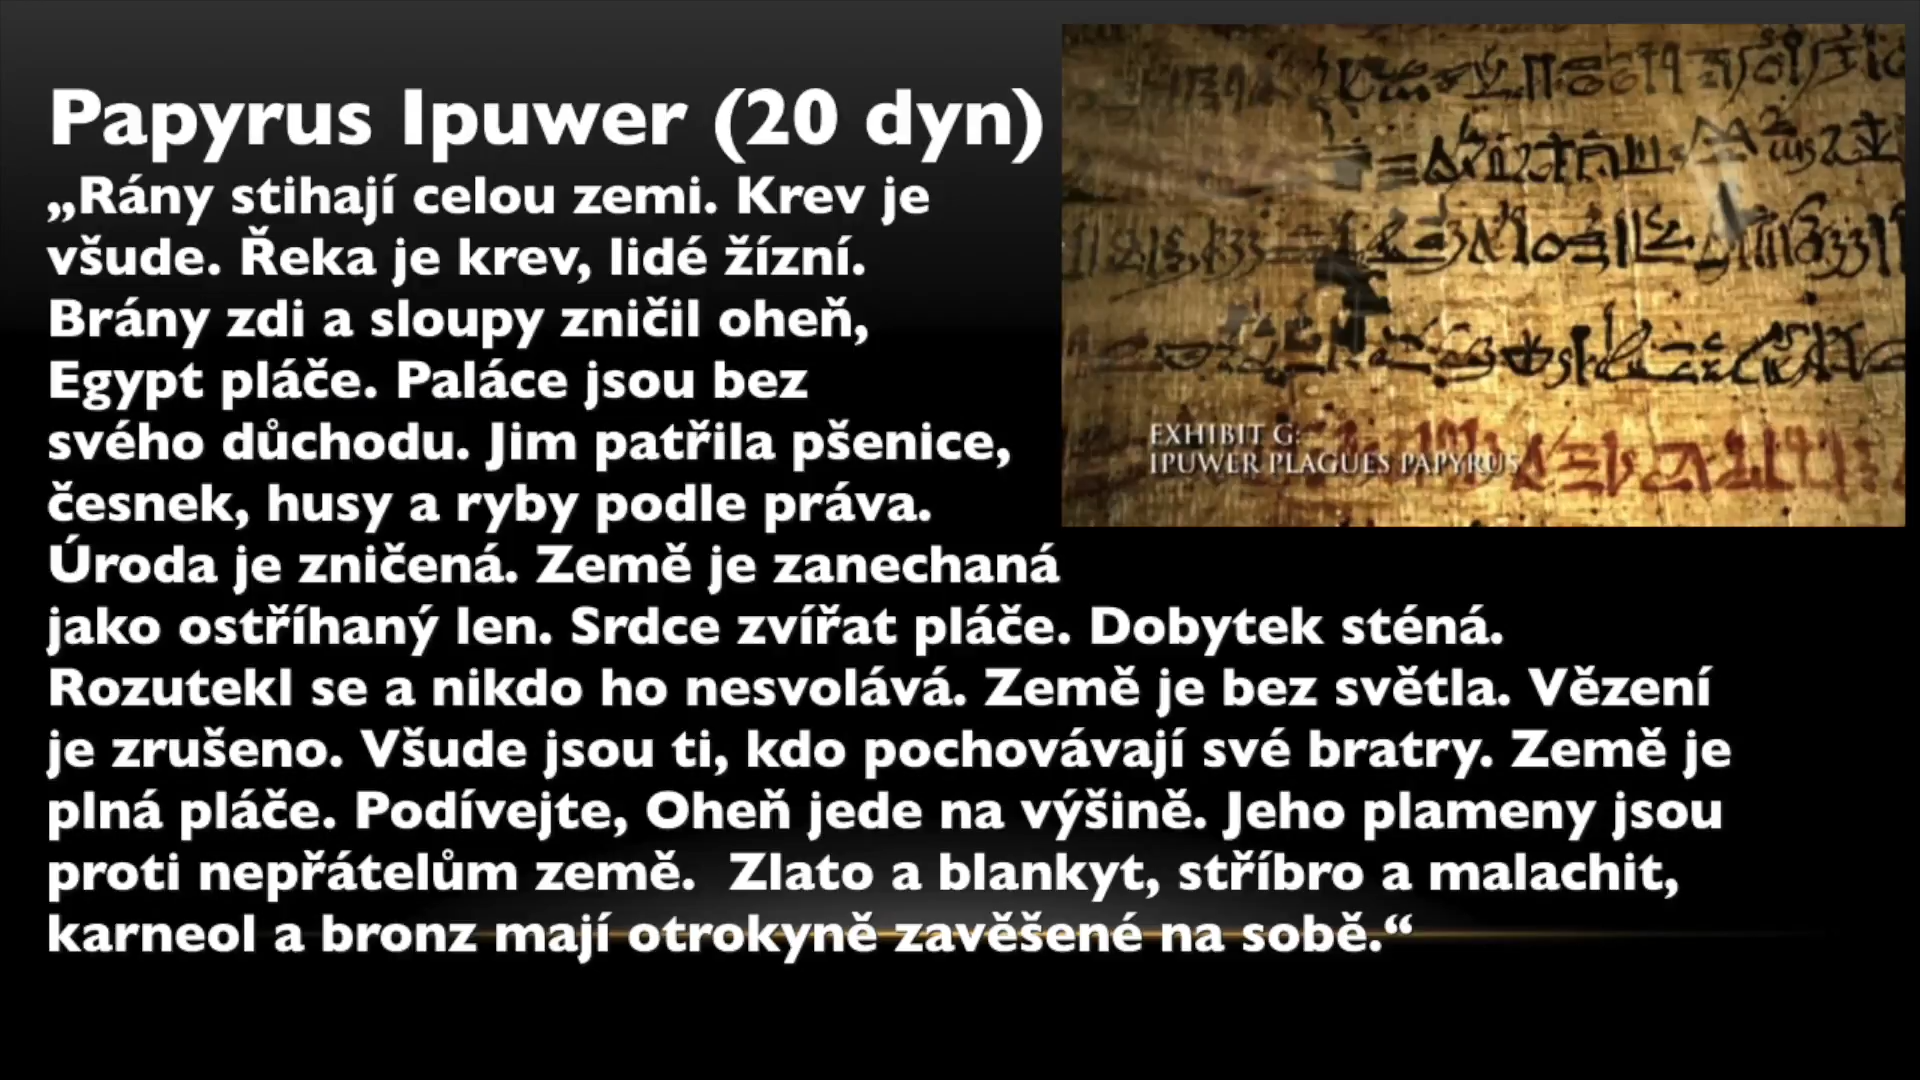 Papyrus Ipuwer (20 dyn)
„Rány stihají celou zemi. Krev je
všude. Řeka je krev, lidé žízní.
Brány zdi a sloupy zničil oheň,
Egypt pláče. Paláce jsou bez
svého důchodu. Jim patřila pšenice,
česnek, husy a ryby podle práva.
Úroda je zničená. Země je zanechaná
jako ostříhaný len. Srdce zvířat pláče. Dobytek sténá.
Rozutekl se a nikdo ho nesvolává. Země je bez světla. Vězení
je zrušeno. Všude jsou ti, kdo pochovávají své bratry. Země je
plná pláče. Podívejte, Oheň jede na výšině. Jeho plameny jsou
proti nepřátelům země. Zlato a blankyt, stříbro a malachit,
karneol a bronz mají otrokyně zavěšené na sobě.“
EXHIBIT G:
IPUWER PLAGUES PAPYRUS